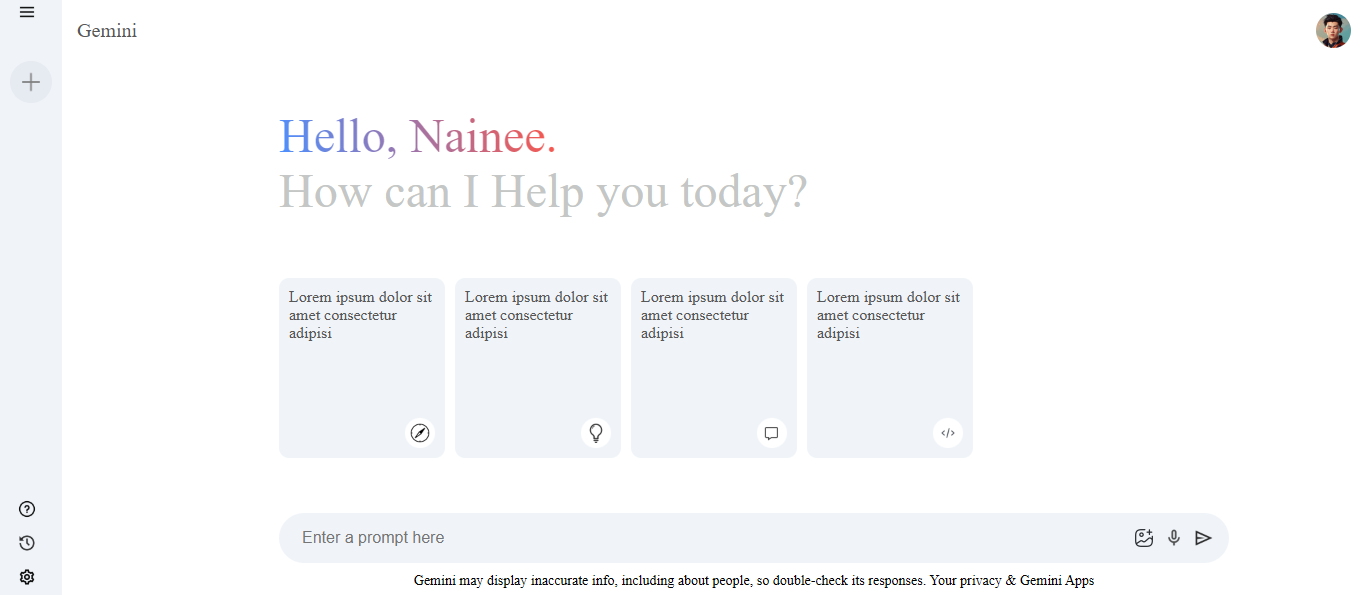 Gemini
Hello, Nainee.
How can I Help you today?
Lorem ipsum dolor sit
amet consectetur
adipisi
Lorem ipsum dolor sit
amet consectetur
adipisi
Lorem ipsum dolor sit
amet consectetur
adipisi
Lorem ipsum dolor sit
amet consectetur
adipisi
Enter a prompt here
Gemini may display inaccurate info, including about people, so double-check its responses. Your privacy & Gemini Apps